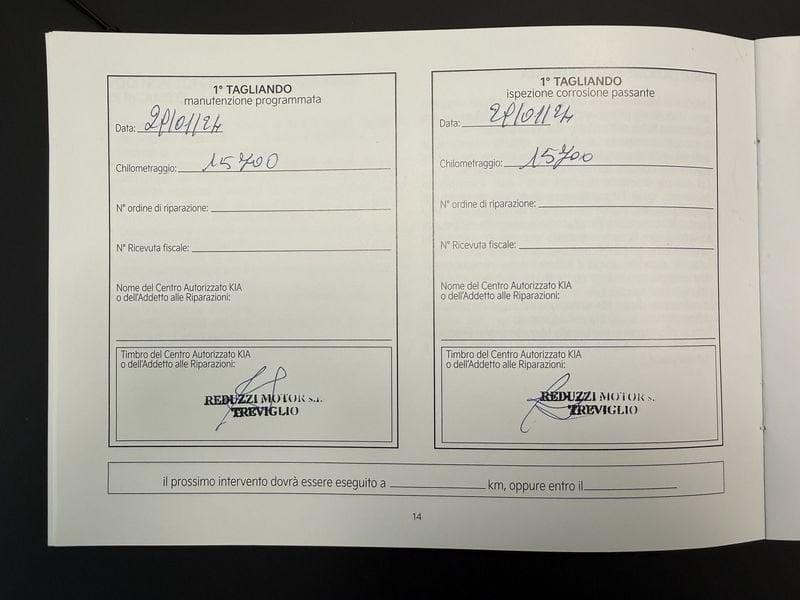 1° TAGLIANDO
manutenzione programmata
Data: 29/01/24
Chilometraggio: 15700
N° ordine di riparazione:
N° Ricevuta fiscale:
Nome del Centro Autorizzato KIA
o dell'Addetto alle Riparazioni:
Timbro del Centro Autorizzato KIA
o dell'Addetto alle Riparazioni:
REDUZZI MOTOR s.r.
TREVIGLIO
1° TAGLIANDO
ispezione corrosione passante
Data: 29/01/24
Chilometraggio: 15700
N° ordine di riparazione:
N° Ricevuta fiscale:
Nome del Centro Autorizzato KIA
o dell'Addetto alle Riparazioni:
Timbro del Centro Autorizzato KIA
o dell'Addetto alle Riparazioni:
REDUZZI MOTOR s.
TREVIGLIO
il prossimo intervento dovrà essere eseguito a km, oppure entro il
14